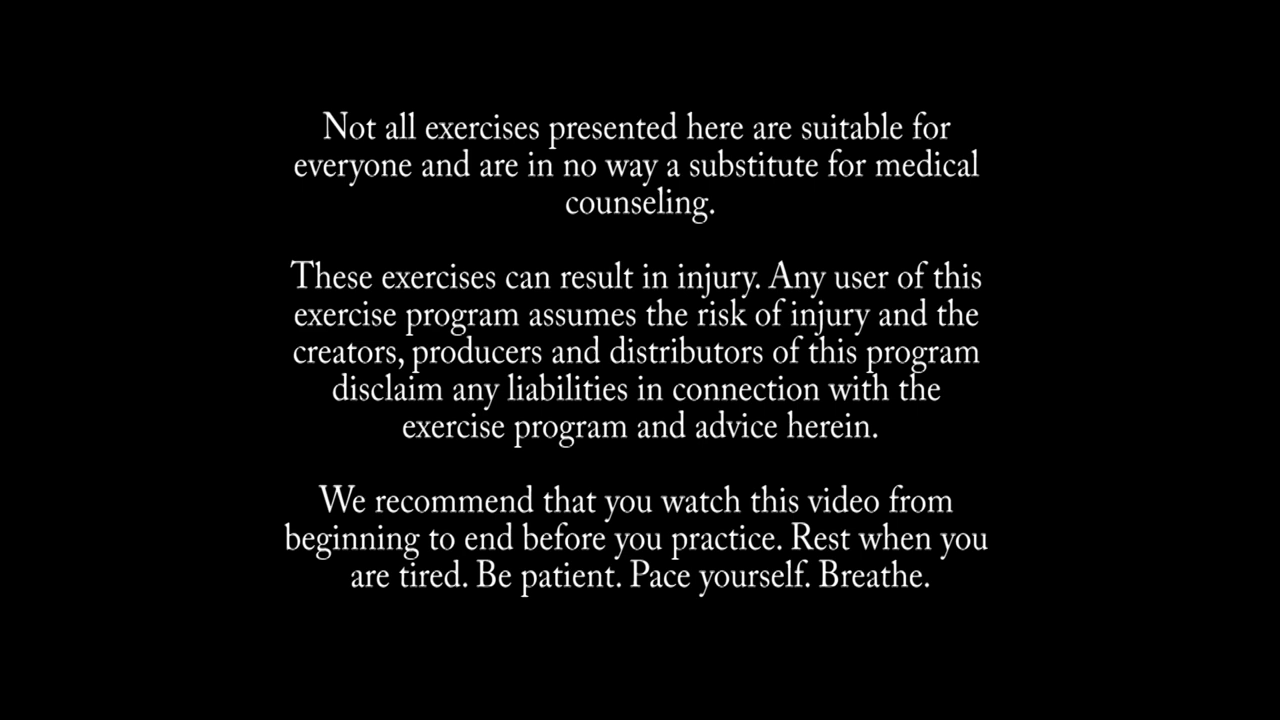 Not all exercises presented here are suitable for
everyone and are in no way a substitute for medical
counseling.
These exercises can result in injury. Any user of this
exercise program assumes the risk of injury and the
creators, producers and distributors of this program
disclaim any liabilities in connection with the
exercise program and advice herein.
We recommend that you watch this video from
beginning to end before you practice. Rest when you
are tired. Be patient. Pace yourself. Breathe.